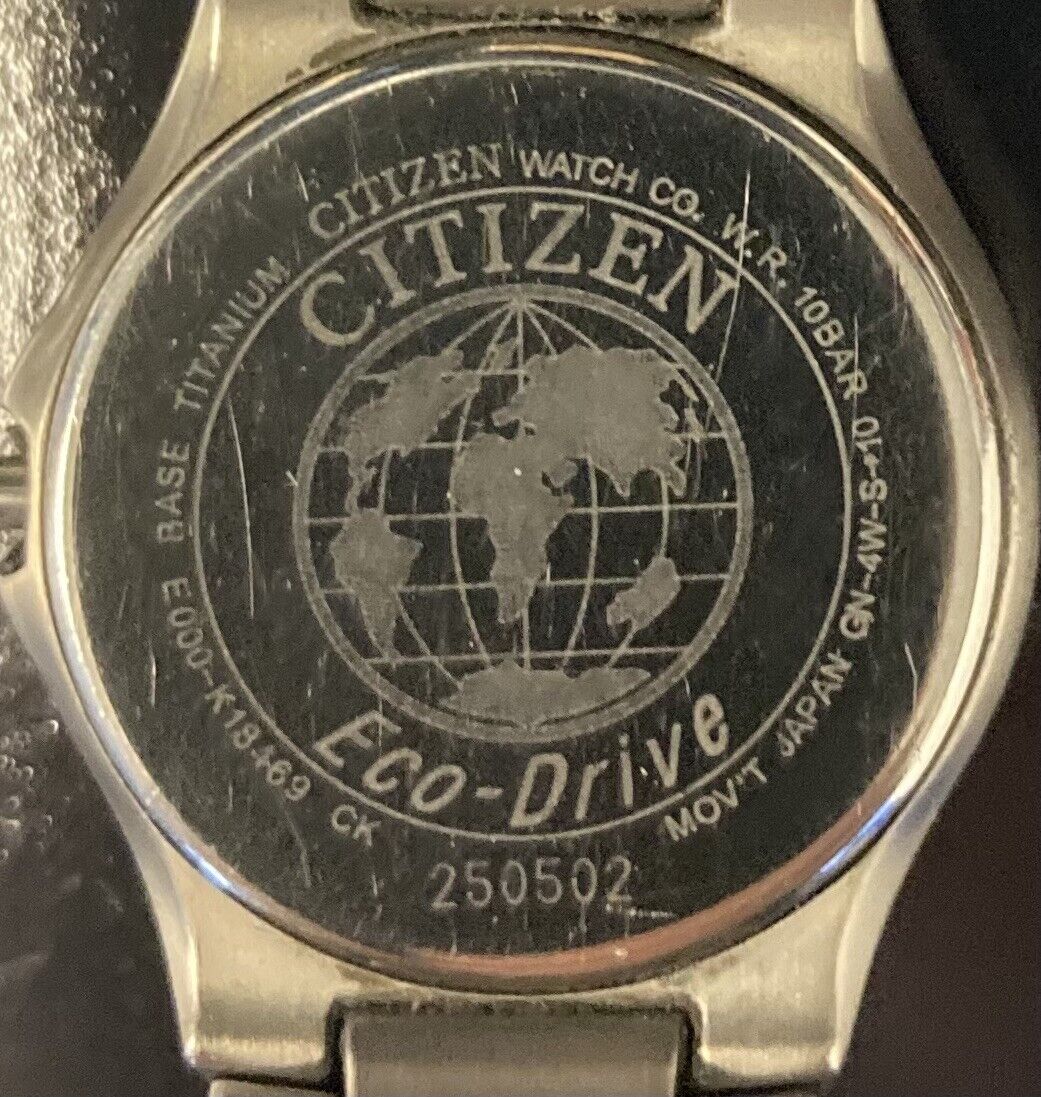 CITIZEN WATCH CO. W.R. 10BAR GN-4W-S+10 MOV'T JAPAN
E000-K18469 CK
BASE TITANIUM
CITIZEN
Eco-Drive
250502